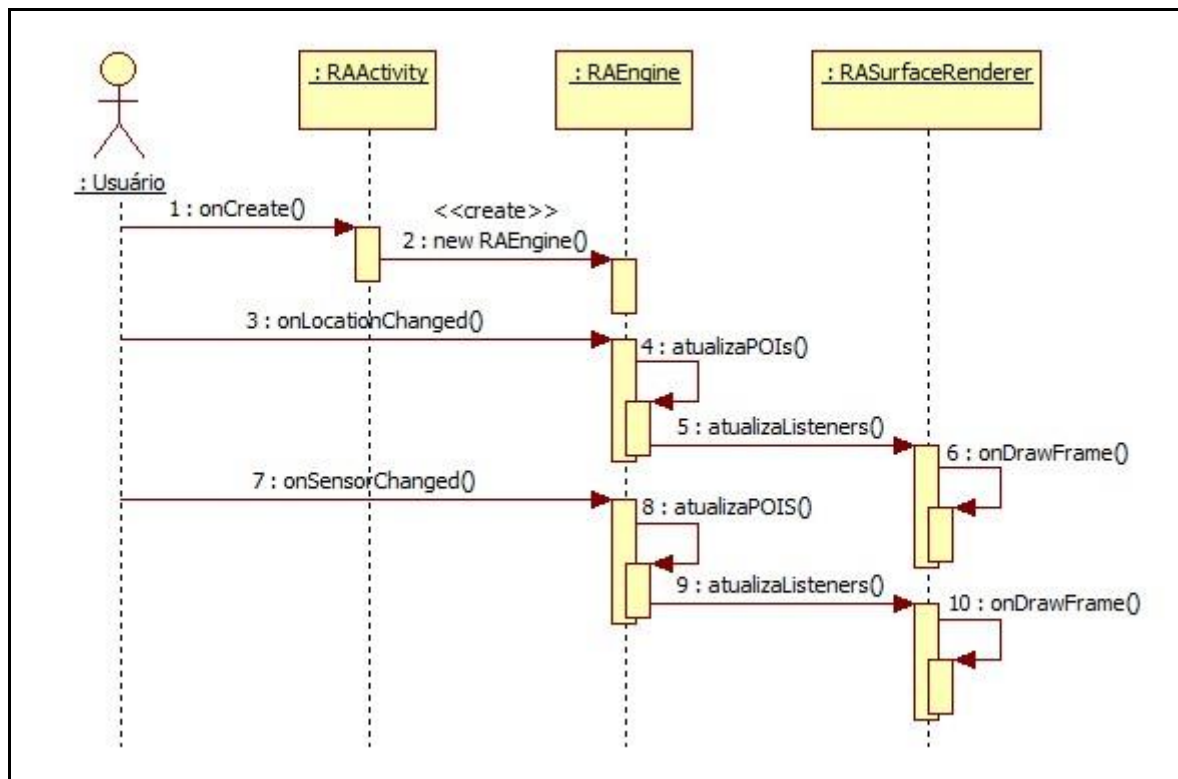 : RAActivity
: RAEngine
: RASurfaceRenderer
: Usuário
1 : onCreate()
<<create>>
2 : new RAEngine()
3 : onLocationChanged()
4 : atualizaPOIs()
5 : atualizaListeners()
6 : onDrawFrame()
7 : onSensorChanged()
8 : atualizaPOIS()
9 : atualizaListeners()
10 : onDrawFrame()